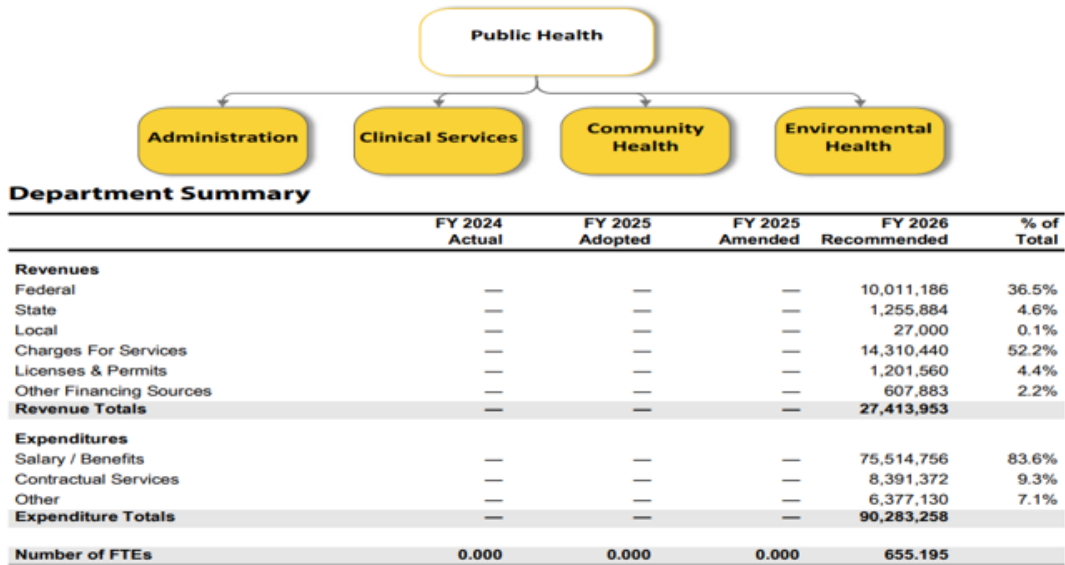 Public Health
Administration
Clinical Services
Community
Health
Environmental
Health
Department Summary
FY 2024 FY 2025 FY 2025 FY 2026 % of
Actual Adopted Amended Recommended Total
Revenues
Federal — — — 10,011,186 36.5%
State — — — 1,255,884 4.6%
Local — — — 27,000 0.1%
Charges For Services — — — 14,310,440 52.2%
Licenses & Permits — — — 1,201,560 4.4%
Other Financing Sources — — — 607,883 2.2%
Revenue Totals — — — 27,413,953
Expenditures
Salary / Benefits — — — 75,514,756 83.6%
Contractual Services — — — 8,391,372 9.3%
Other — — — 6,377,130 7.1%
Expenditure Totals — — — 90,283,258
Number of FTEs 0.000 0.000 0.000 655.195